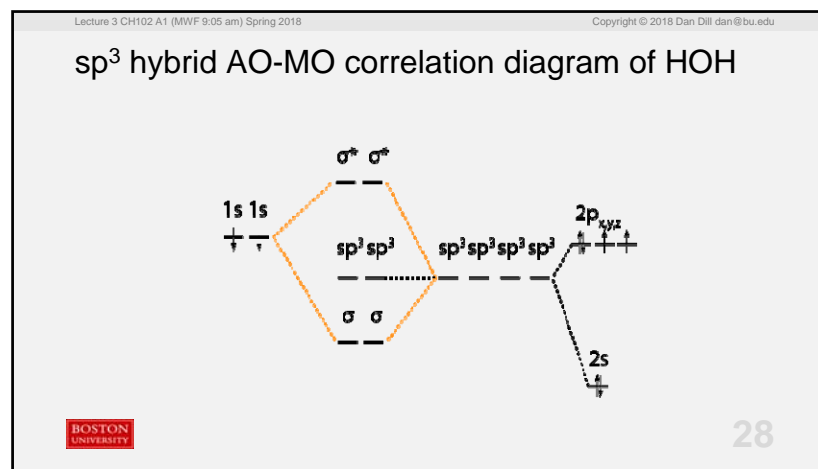 Lecture 3 CH102 A1 (MWF 9:05 am) Spring 2018 Copyright © 2018 Dan Dill dan@bu.edu
sp³ hybrid AO-MO correlation diagram of HOH
σ* σ*
1s 1s 2pₓ,ᵧ,𝓏
sp³ sp³ sp³ sp³ sp³ sp³
σ σ
2s
BOSTON
UNIVERSITY
28